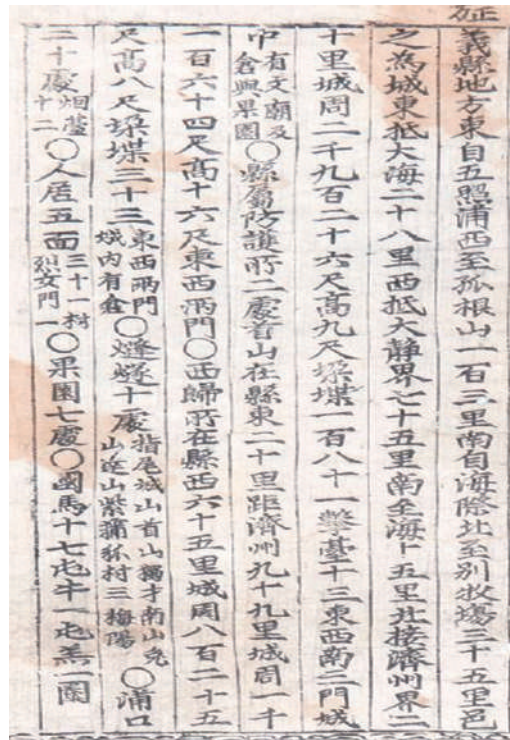 旌
義縣地方東自五照浦西至孤根山一百三里南自海際北至別牧塲三十五里邑
之為城東抵大海二十八里西抵大靜界七十五里南至海十五里北接濟州界二
十里城周二千九百二十六尺高九尺垜堞一百八十一擊臺十三東西南三門城
中有文廟及倉與果園○縣屬防護所二處首山在縣東二十里距濟州九十九里城周一千
一百六十四尺高十六尺東西兩門○西歸所在縣西六十五里城周八百二十五
尺高八尺垜堞三十三東西兩門城內有倉○烽燧十處指尾城山首山獨才南山兔山達山紫蒲狐村三梅陽○浦口
二十處烟䑓十二○人居五面三十一村烈女門一○果園七處○國馬十七屯牛一屯羔一圈